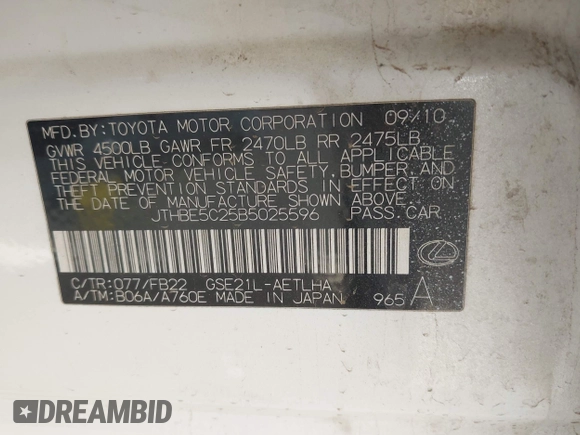 MFD.BY:TOYOTA MOTOR CORPORATION 09/10
GVWR 4500LB GAWR FR 2470LB RR 2475LB
THIS VEHICLE CONFORMS TO ALL APPLICABLE
FEDERAL MOTOR VEHICLE SAFETY,BUMPER,AND
THEFT PREVENTION STANDARDS IN EFFECT ON
THE DATE OF MANUFACTURE SHOWN ABOVE.
JTHBE5C25B5025596 PASS.CAR
C/TR:077/FB22 GSE21L-AETLHA
A/TM:B06A/A760E MADE IN JAPAN 965 A
DREAMBID